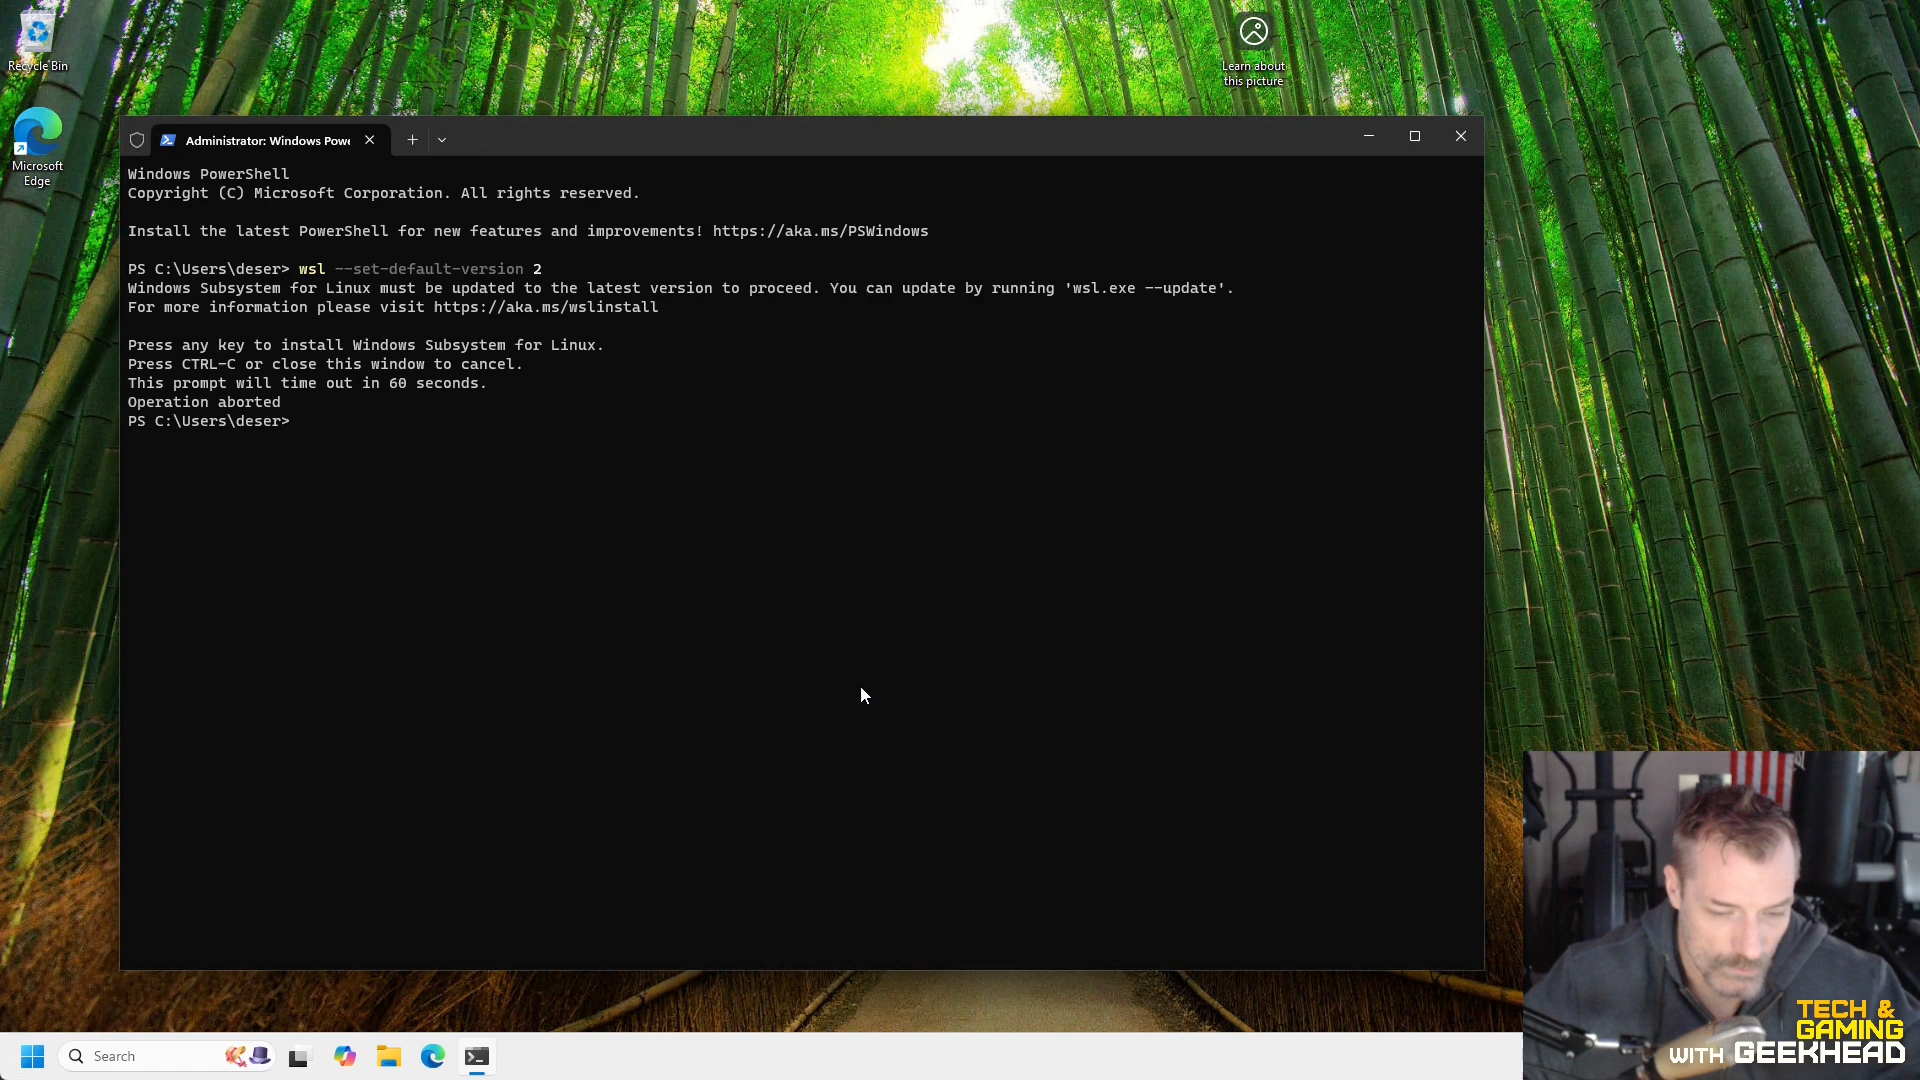 Recycle Bin
Microsoft
Edge
Learn about
this picture
Administrator: Windows Powe
Windows PowerShell
Copyright (C) Microsoft Corporation. All rights reserved.
Install the latest PowerShell for new features and improvements! https://aka.ms/PSWindows
PS C:\Users\deser> wsl --set-default-version 2
Windows Subsystem for Linux must be updated to the latest version to proceed. You can update by running 'wsl.exe --update'.
For more information please visit https://aka.ms/wslinstall
Press any key to install Windows Subsystem for Linux.
Press CTRL-C or close this window to cancel.
This prompt will time out in 60 seconds.
Operation aborted
PS C:\Users\deser>
TECH &
GAMING
WITH GEEKHEAD
Search